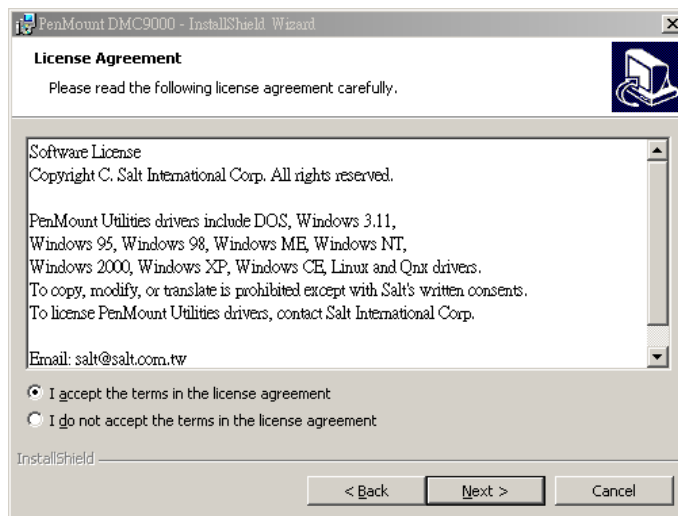 PenMount DMC9000 - InstallShield Wizard
License Agreement
Please read the following license agreement carefully.
Software License
Copyright C. Salt International Corp. All rights reserved.
PenMount Utilities drivers include DOS, Windows 3.11,
Windows 95, Windows 98, Windows ME, Windows NT,
Windows 2000, Windows XP, Windows CE, Linux and Qnx drivers.
To copy, modify, or translate is prohibited except with Salt's written consents.
To license PenMount Utilities drivers, contact Salt International Corp.
Email: salt@salt.com.tw
I accept the terms in the license agreement
I do not accept the terms in the license agreement
InstallShield
< Back Next > Cancel